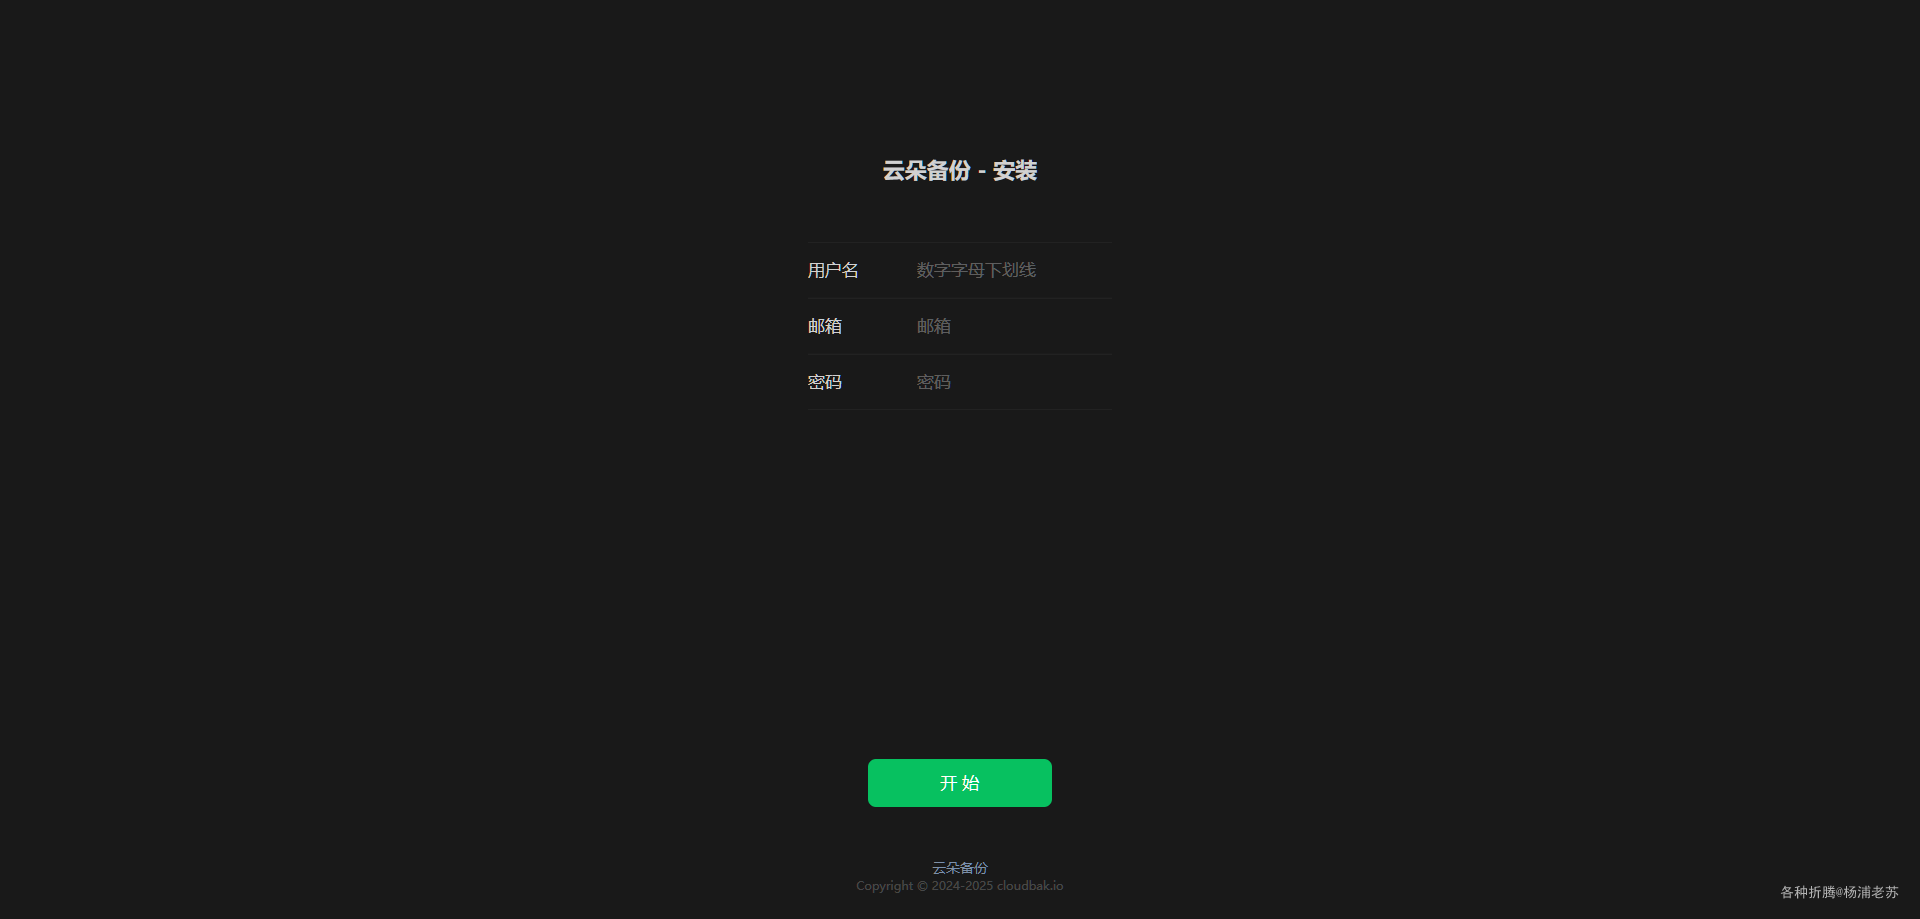 云朵备份 - 安装
用户名 数字字母下划线
邮箱 邮箱
密码 密码
开 始
云朵备份
Copyright © 2024-2025 cloudbak.io
各种折腾@杨浦老苏